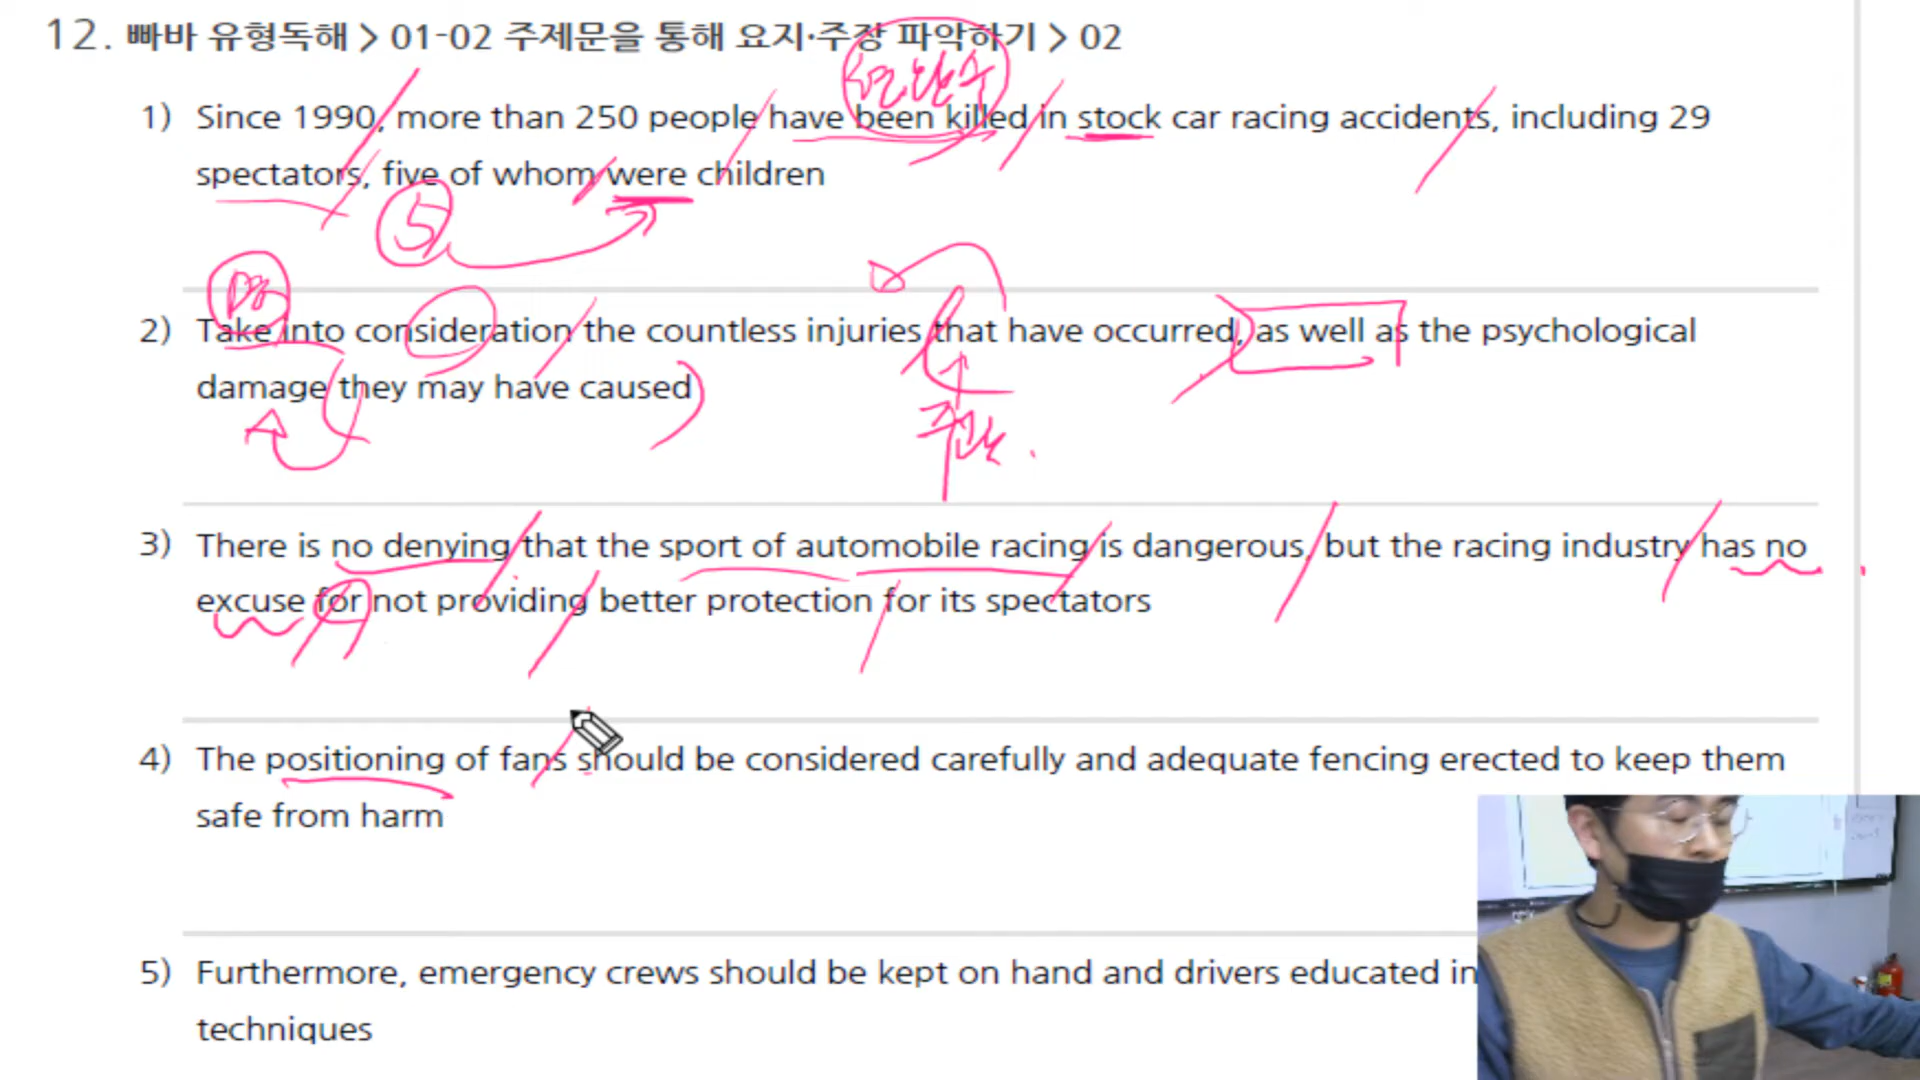 12. 빠바 유형독해 > 01-02 주제문을 통해 요지·주장 파악하기 > 02
1) Since 1990, more than 250 people have been killed in stock car racing accidents, including 29
spectators, five of whom were children
5
2) Take into consideration the countless injuries that have occurred, as well as the psychological
damage they may have caused
3) There is no denying that the sport of automobile racing is dangerous, but the racing industry has no
excuse for not providing better protection for its spectators
4) The positioning of fans should be considered carefully and adequate fencing erected to keep them
safe from harm
5) Furthermore, emergency crews should be kept on hand and drivers educated in
techniques